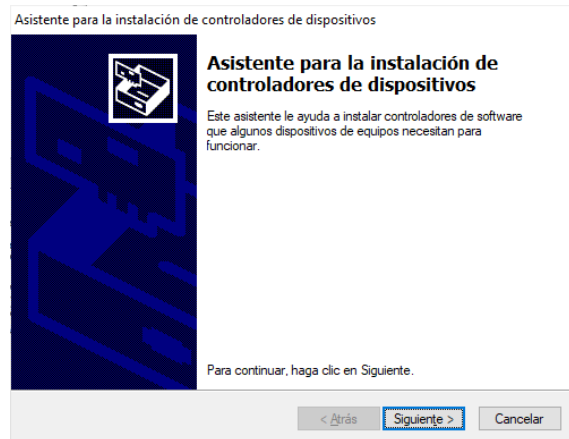 Asistente para la instalación de controladores de dispositivos
Asistente para la instalación de
controladores de dispositivos
Este asistente le ayuda a instalar controladores de software
que algunos dispositivos de equipos necesitan para
funcionar.
Para continuar, haga clic en Siguiente.
< Atrás Siguiente > Cancelar